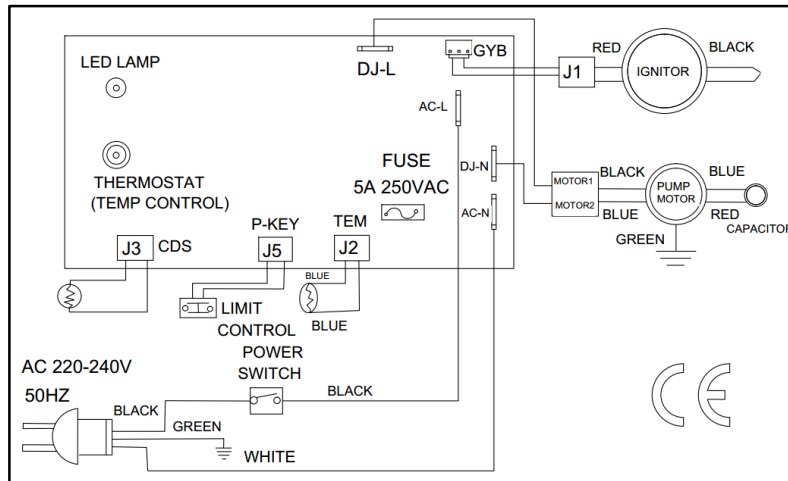 LED LAMP
DJ-L
GYB
RED
BLACK
J1
IGNITOR
AC-L
THERMOSTAT
(TEMP CONTROL)
FUSE
5A 250VAC
DJ-N
AC-N
MOTOR1
MOTOR2
BLACK
BLUE
PUMP
MOTOR
BLUE
RED
CAPACITOR
GREEN
J3
CDS
P-KEY
J5
TEM
J2
BLUE
BLUE
LIMIT
CONTROL
POWER
SWITCH
AC 220-240V
50HZ
BLACK
BLACK
GREEN
WHITE
CE